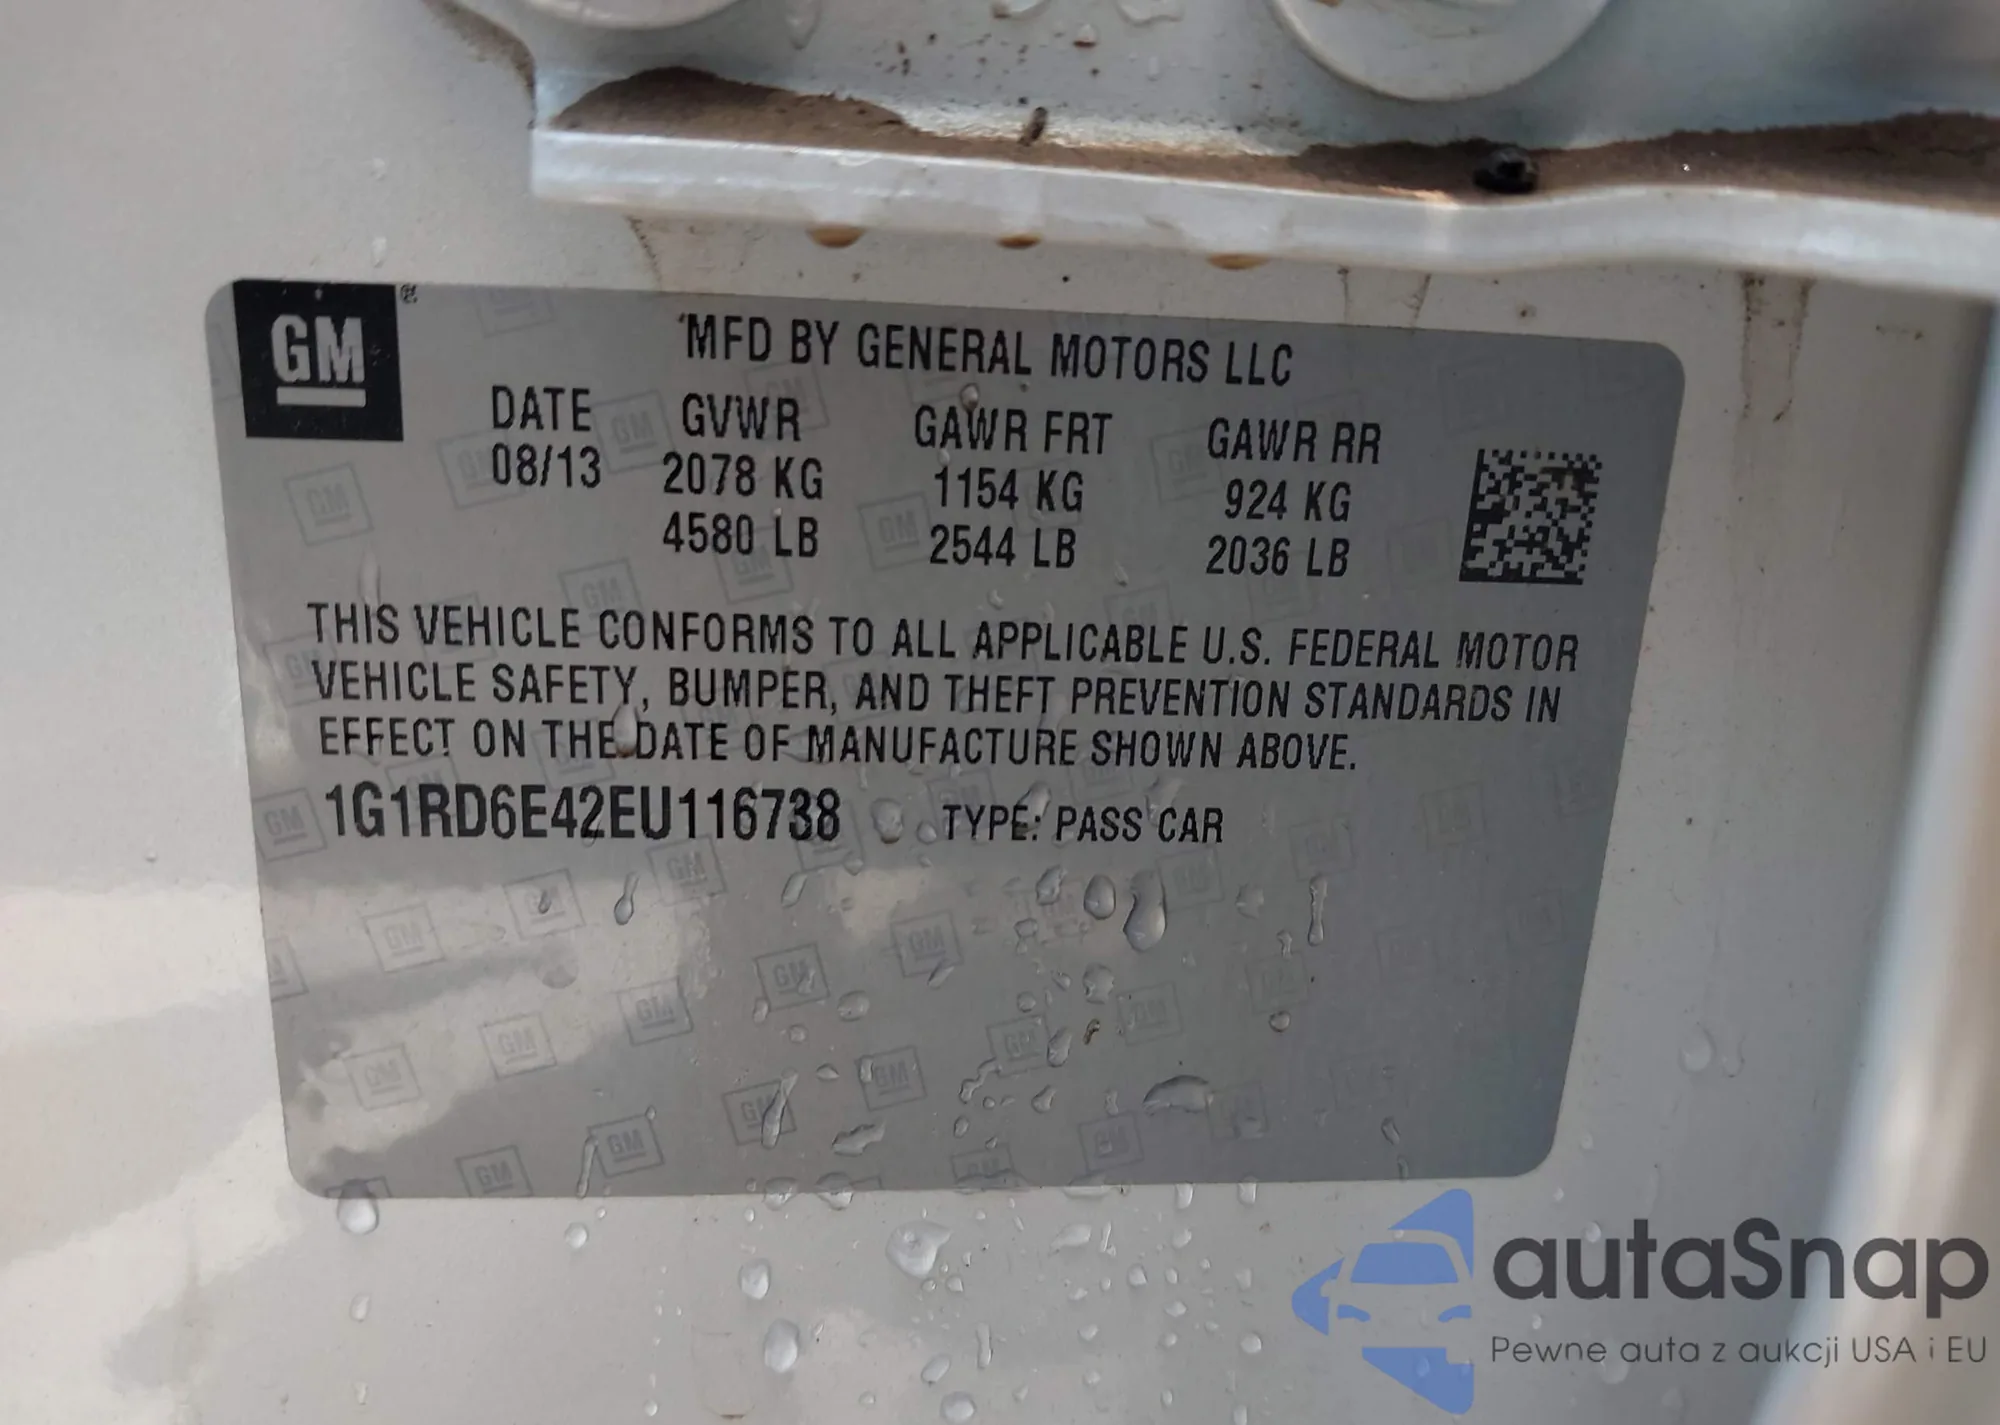 GM
MFD BY GENERAL MOTORS LLC
DATE GVWR GAWR FRT GAWR RR
08/13 2078 KG 1154 KG 924 KG
4580 LB 2544 LB 2036 LB
THIS VEHICLE CONFORMS TO ALL APPLICABLE U.S. FEDERAL MOTOR
VEHICLE SAFETY, BUMPER, AND THEFT PREVENTION STANDARDS IN
EFFECT ON THE DATE OF MANUFACTURE SHOWN ABOVE.
1G1RD6E42EU116738 TYPE: PASS CAR
autaSnap
Pewne auta z aukcji USA i EU